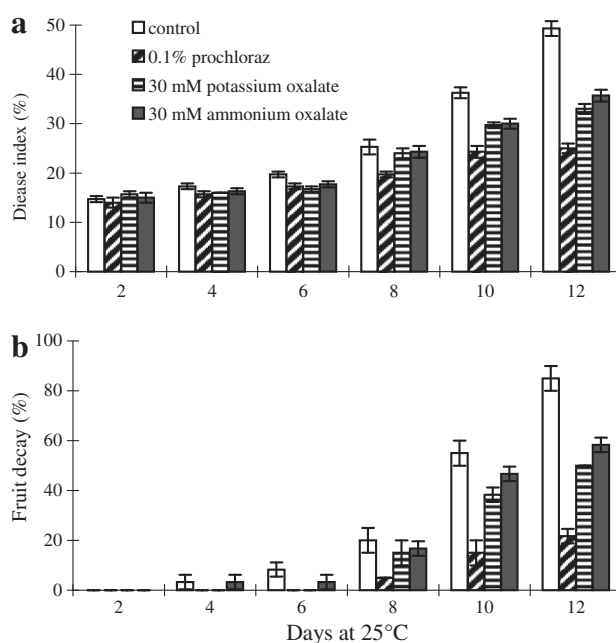 a
50
40
30
20
10
0
Diease index (%)
control
0.1% prochloraz
30 mM potassium oxalate
30 mM ammonium oxalate
2 4 6 8 10 12
b
100
80
60
40
20
0
Fruit decay (%)
2 4 6 8 10 12
Days at 25°C